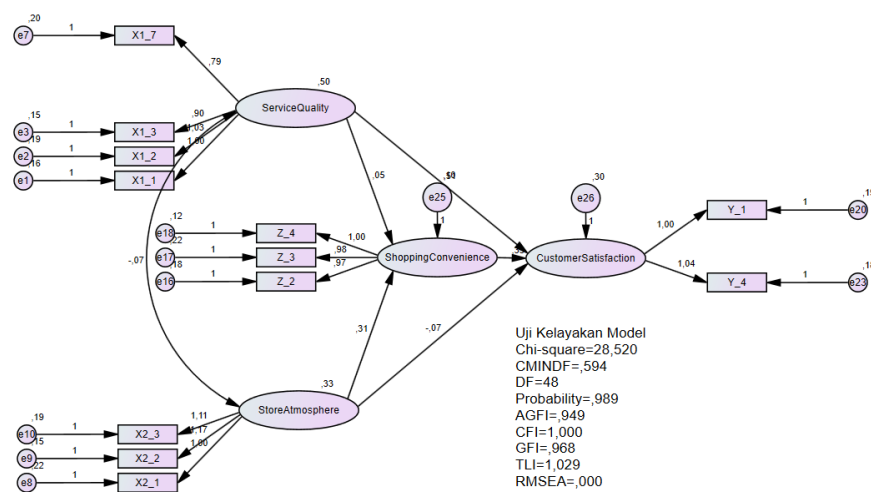 ,20
e7
1
X1_7
,79
,50
ServiceQuality
,15
e3
1
X1_3
,90
,19
e2
1
X1_2
1,03
,16
e1
1
X1_1
1,00
,05
e25
1
,30
e26
1
,12
e18
1
Z_4
1,00
,22
e17
1
Z_3
,98
,18
e16
1
Z_2
,97
ShoppingConvenience
CustomerSatisfaction
1,00
Y_1
1
e20
1,04
Y_4
1
e23
-,07
,31
-,07
,33
StoreAtmosphere
,19
e10
1
X2_3
1,11
,15
e9
1
X2_2
1,17
,22
e8
1
X2_1
1,00
Uji Kelayakan Model
Chi-square=28,520
CMINDF=,594
DF=48
Probability=,989
AGFI=,949
CFI=1,000
GFI=,968
TLI=1,029
RMSEA=,000